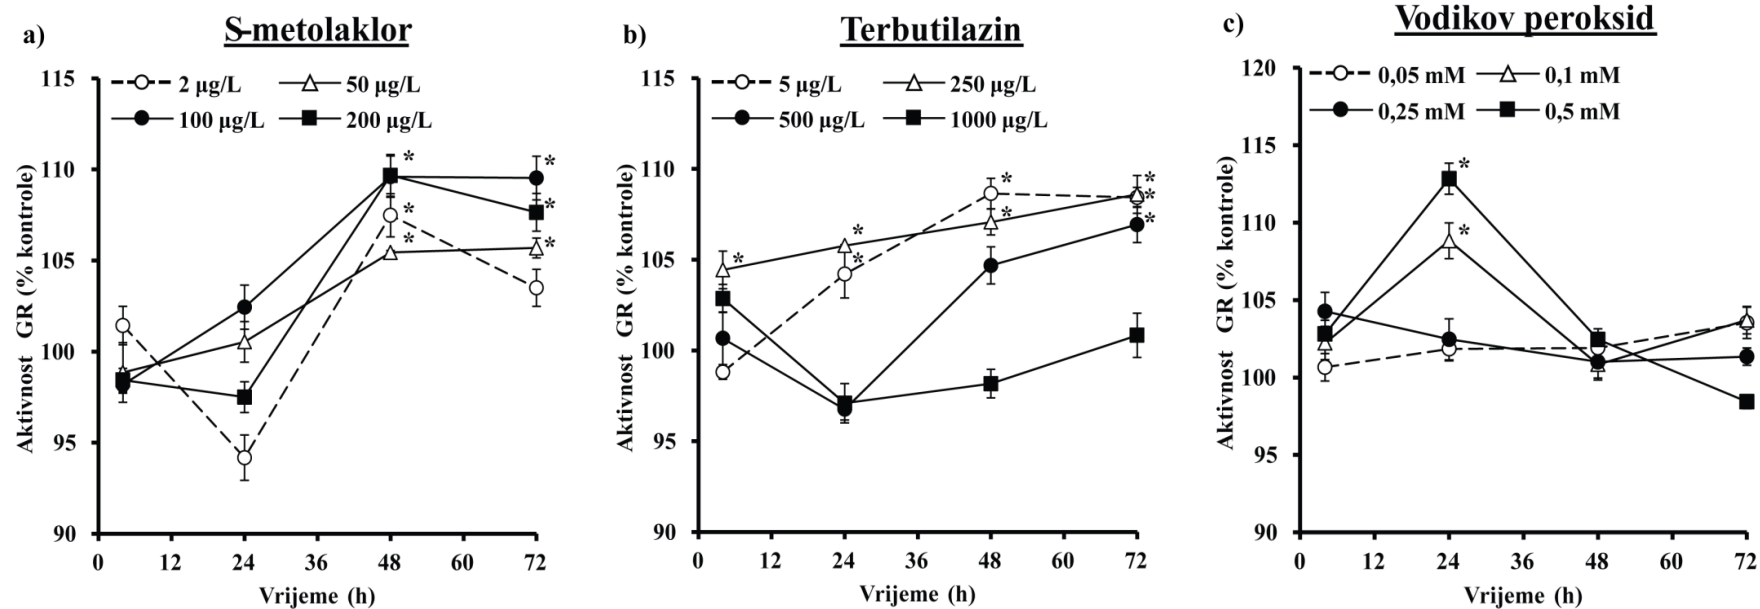 a)
S-metolaklor
2 µg/L 50 µg/L
100 µg/L 200 µg/L
Aktivnost GR (% kontrole)
115
110
105
100
95
90
* * * * * *
0 12 24 36 48 60 72
Vrijeme (h)
b)
Terbutilazin
5 µg/L 250 µg/L
500 µg/L 1000 µg/L
Aktivnost GR (% kontrole)
115
110
105
100
95
90
* * * * * * * *
0 12 24 36 48 60 72
Vrijeme (h)
c)
Vodikov peroksid
0,05 mM 0,1 mM
0,25 mM 0,5 mM
Aktivnost GR (% kontrole)
120
115
110
105
100
95
90
* *
0 12 24 36 48 60 72
Vrijeme (h)